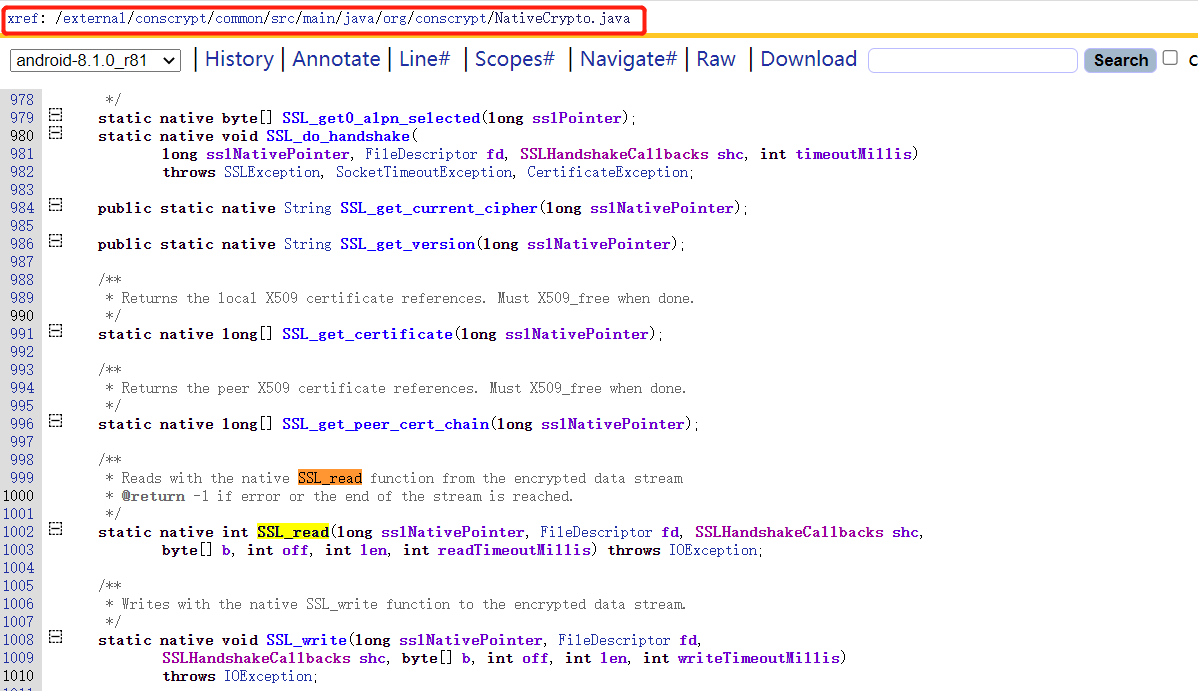 xref: /external/conscrypt/common/src/main/java/org/conscrypt/NativeCrypto.java
android-8.1.0_r81 | History | Annotate | Line# | Scopes# | Navigate# | Raw | Download Search c
978 */
979 static native byte[] SSL_get0_alpn_selected(long sslPointer);
980 static native void SSL_do_handshake(
981 long sslNativePointer, FileDescriptor fd, SSLHandshakeCallbacks shc, int timeoutMillis)
982 throws SSLException, SocketTimeoutException, CertificateException;
983
984 public static native String SSL_get_current_cipher(long sslNativePointer);
985
986 public static native String SSL_get_version(long sslNativePointer);
987
988 /**
989 * Returns the local X509 certificate references. Must X509_free when done.
990 */
991 static native long[] SSL_get_certificate(long sslNativePointer);
992
993 /**
994 * Returns the peer X509 certificate references. Must X509_free when done.
995 */
996 static native long[] SSL_get_peer_cert_chain(long sslNativePointer);
997
998 /**
999 * Reads with the native SSL_read function from the encrypted data stream
1000 * @return -1 if error or the end of the stream is reached.
1001 */
1002 static native int SSL_read(long sslNativePointer, FileDescriptor fd, SSLHandshakeCallbacks shc,
1003 byte[] b, int off, int len, int readTimeoutMillis) throws IOException;
1004
1005 /**
1006 * Writes with the native SSL_write function to the encrypted data stream.
1007 */
1008 static native void SSL_write(long sslNativePointer, FileDescriptor fd,
1009 SSLHandshakeCallbacks shc, byte[] b, int off, int len, int writeTimeoutMillis)
1010 throws IOException;